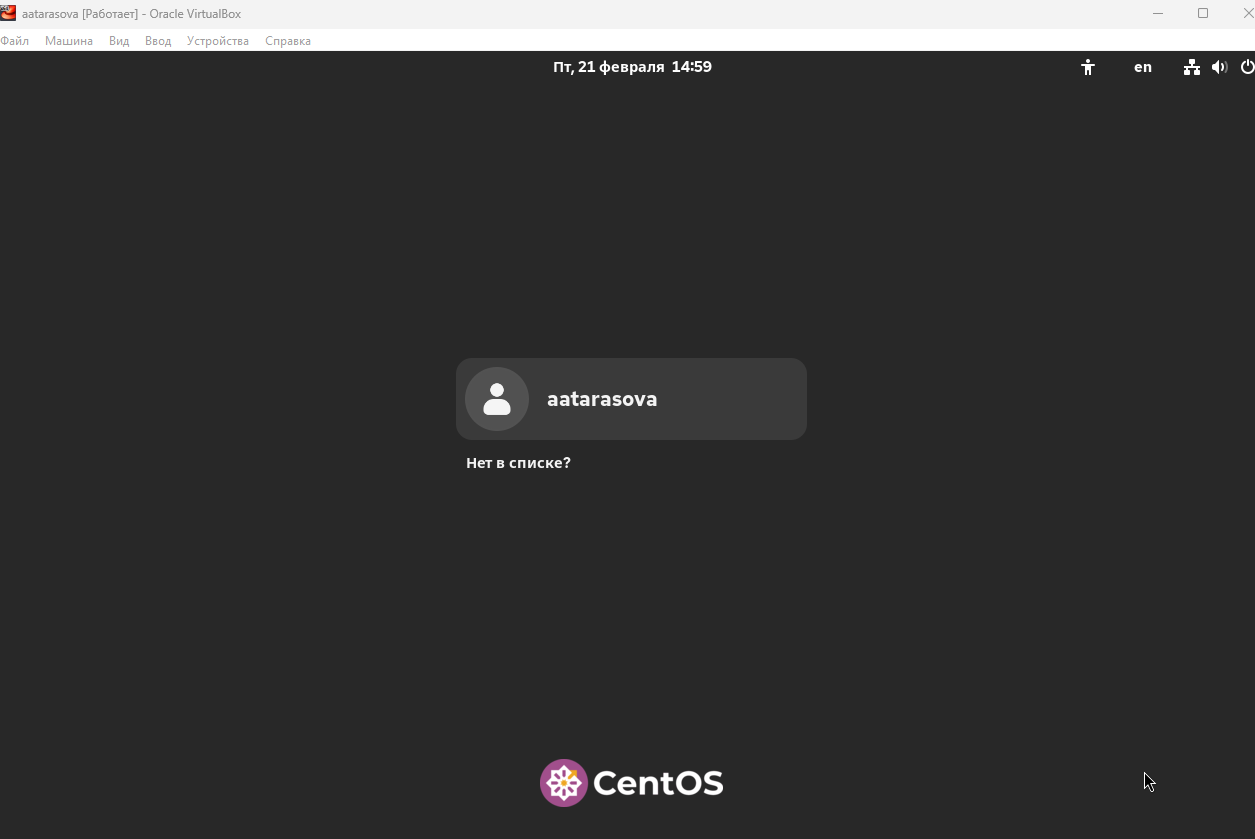 aatarasova [Работает] - Oracle VirtualBox
Файл Машина Вид Ввод Устройства Справка
Пт, 21 февраля 14:59 en
aatarasova
Нет в списке?
CentOS